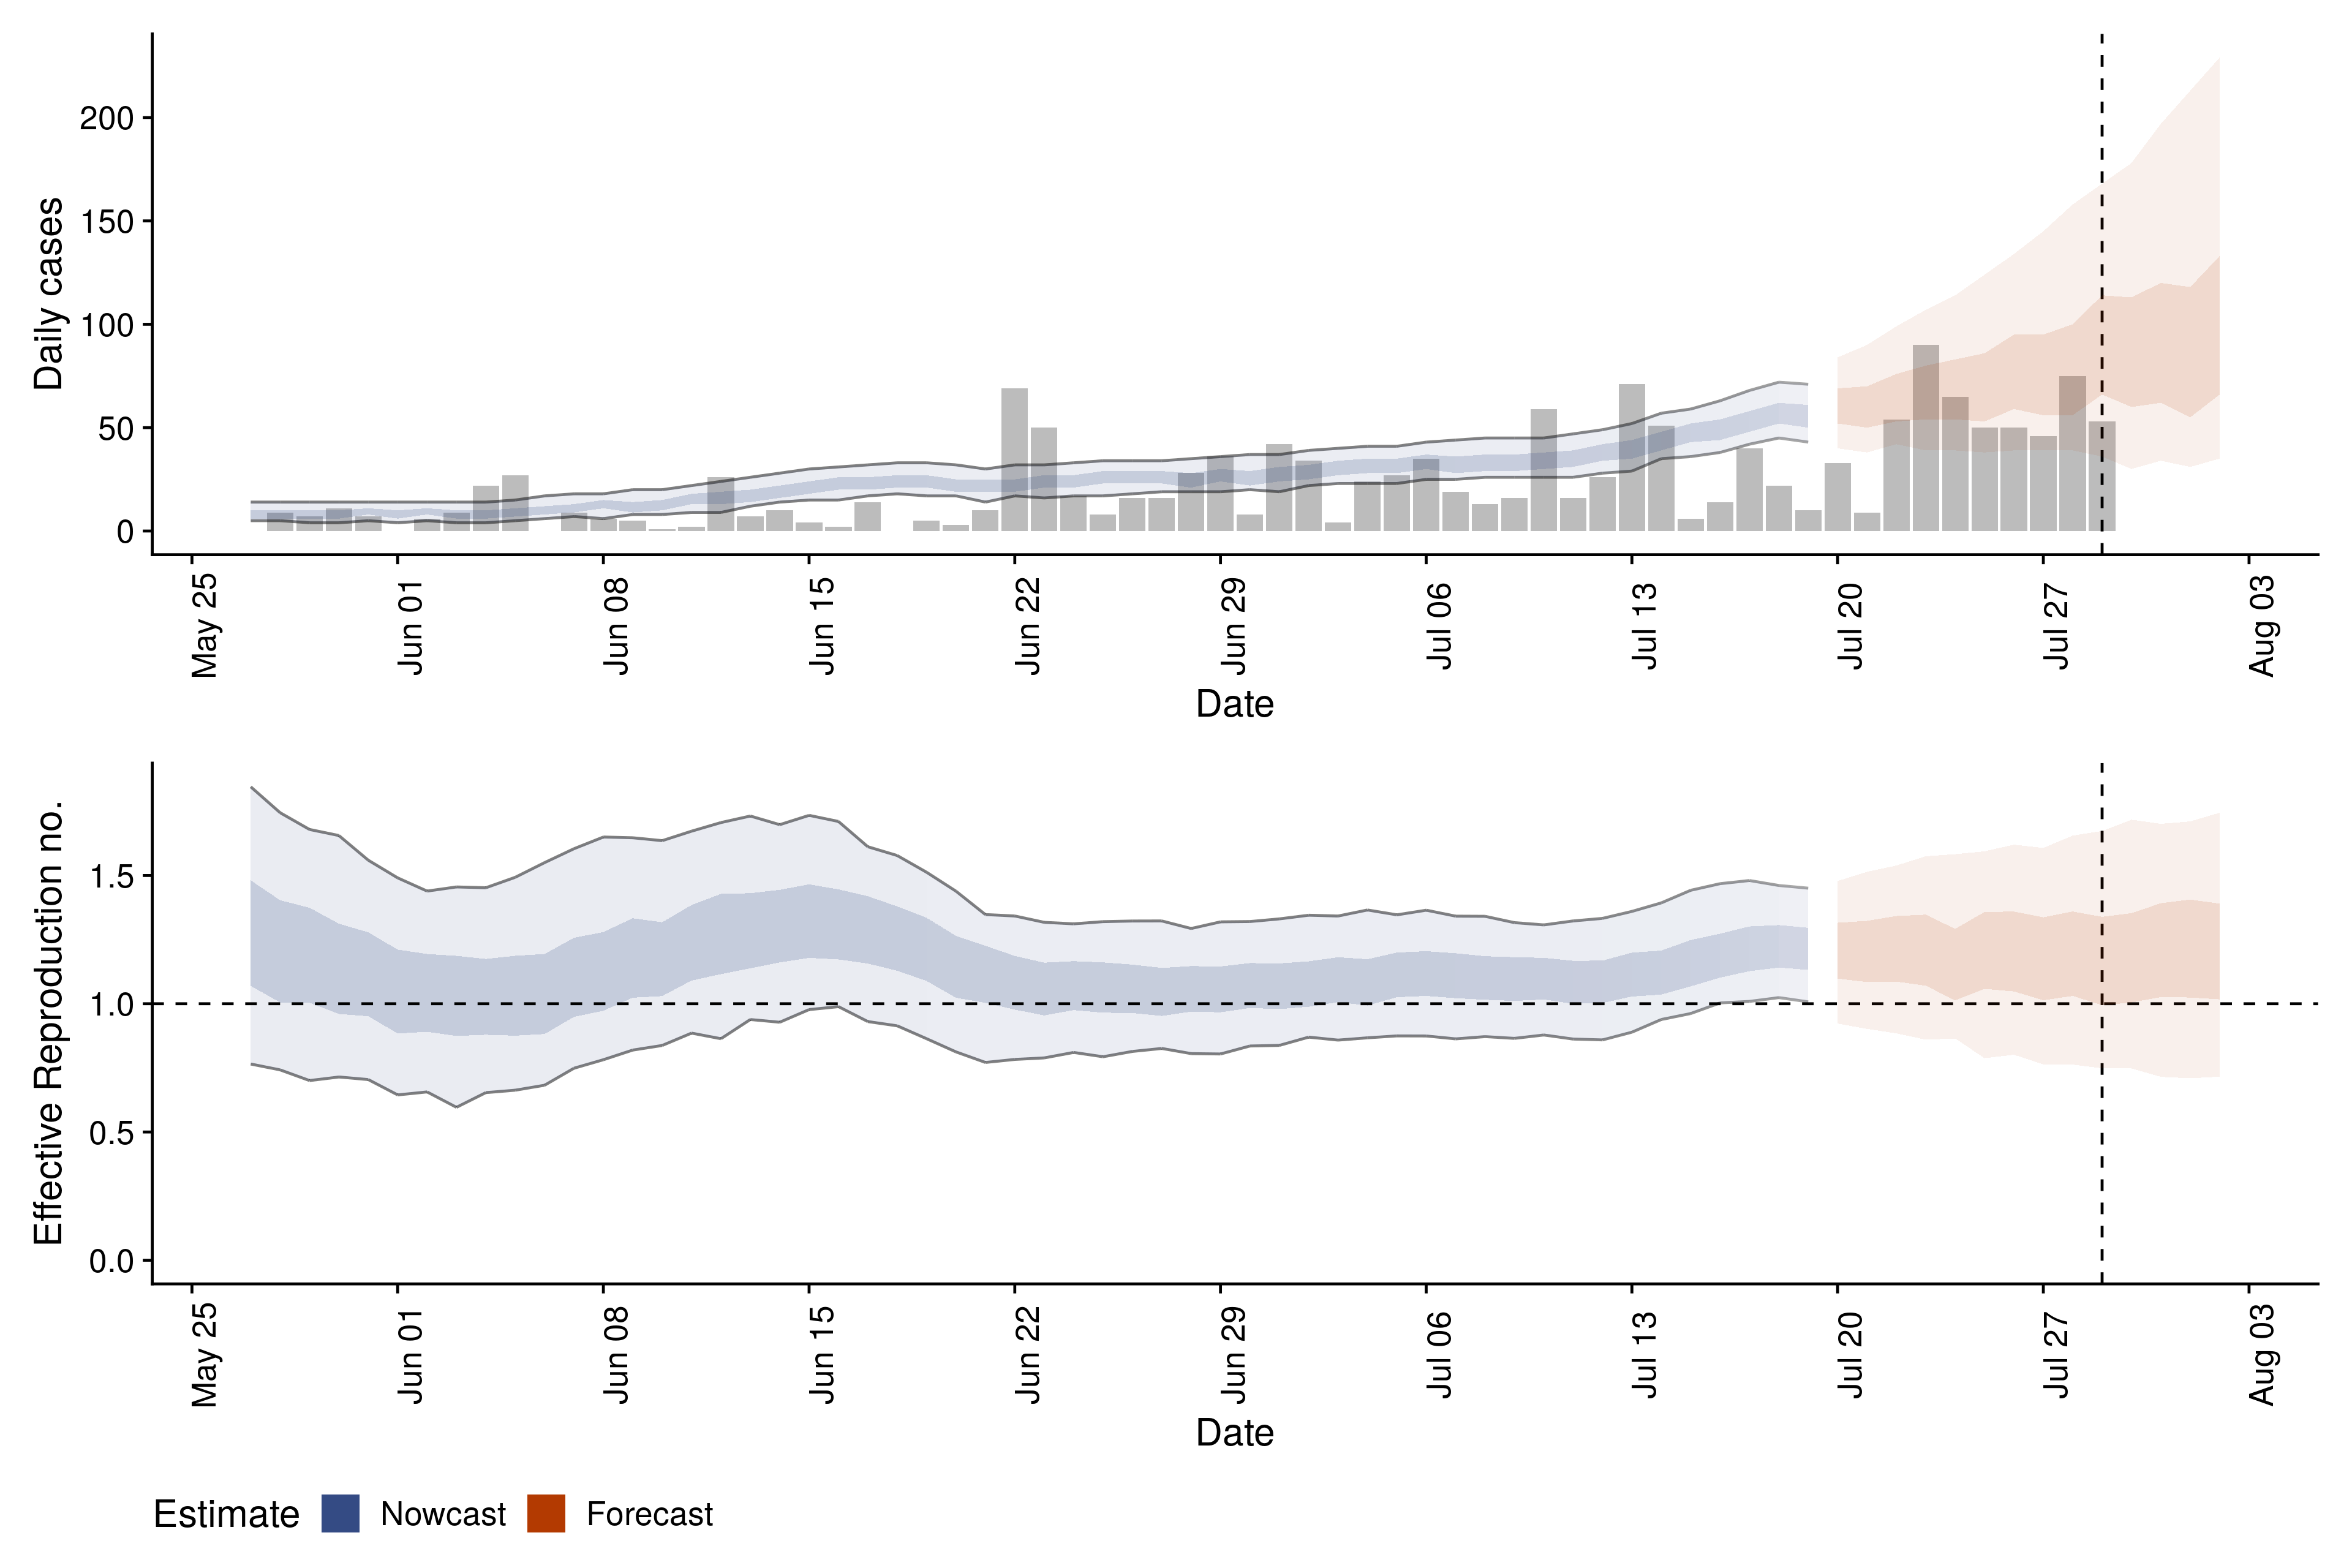 Daily cases
200
150
100
50
0
May 25
Jun 01
Jun 08
Jun 15
Jun 22
Jun 29
Jul 06
Jul 13
Jul 20
Jul 27
Aug 03
Date
Effective Reproduction no.
1.5
1.0
0.5
0.0
May 25
Jun 01
Jun 08
Jun 15
Jun 22
Jun 29
Jul 06
Jul 13
Jul 20
Jul 27
Aug 03
Date
Estimate Nowcast Forecast